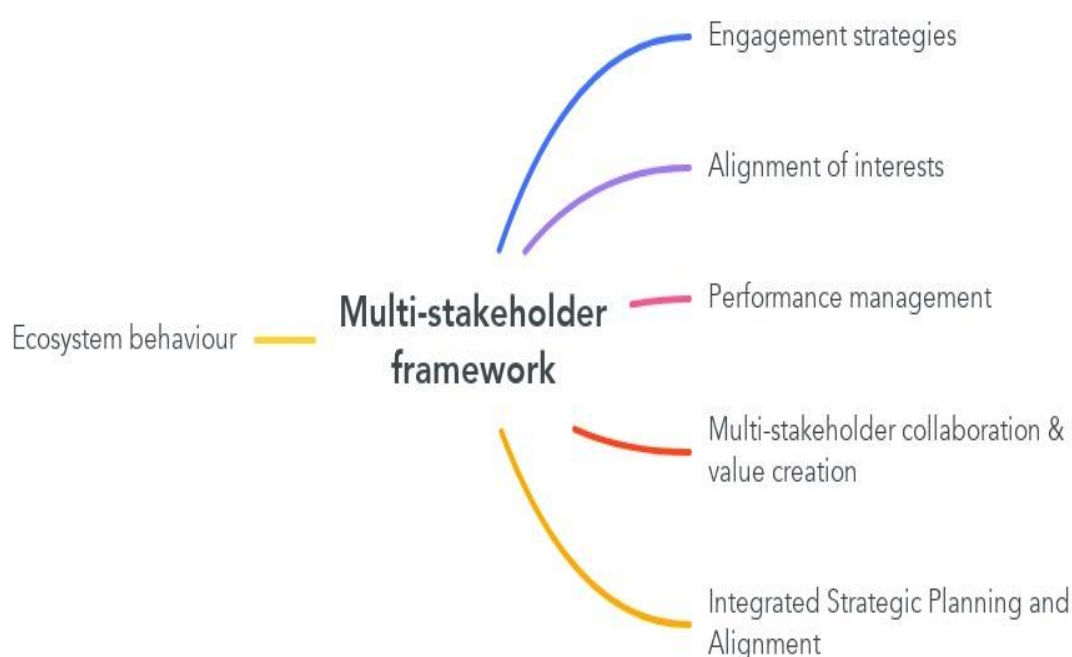 Engagement strategies
Alignment of interests
Performance management
Multi-stakeholder
framework
Ecosystem behaviour
Multi-stakeholder collaboration &
value creation
Integrated Strategic Planning and
Alignment